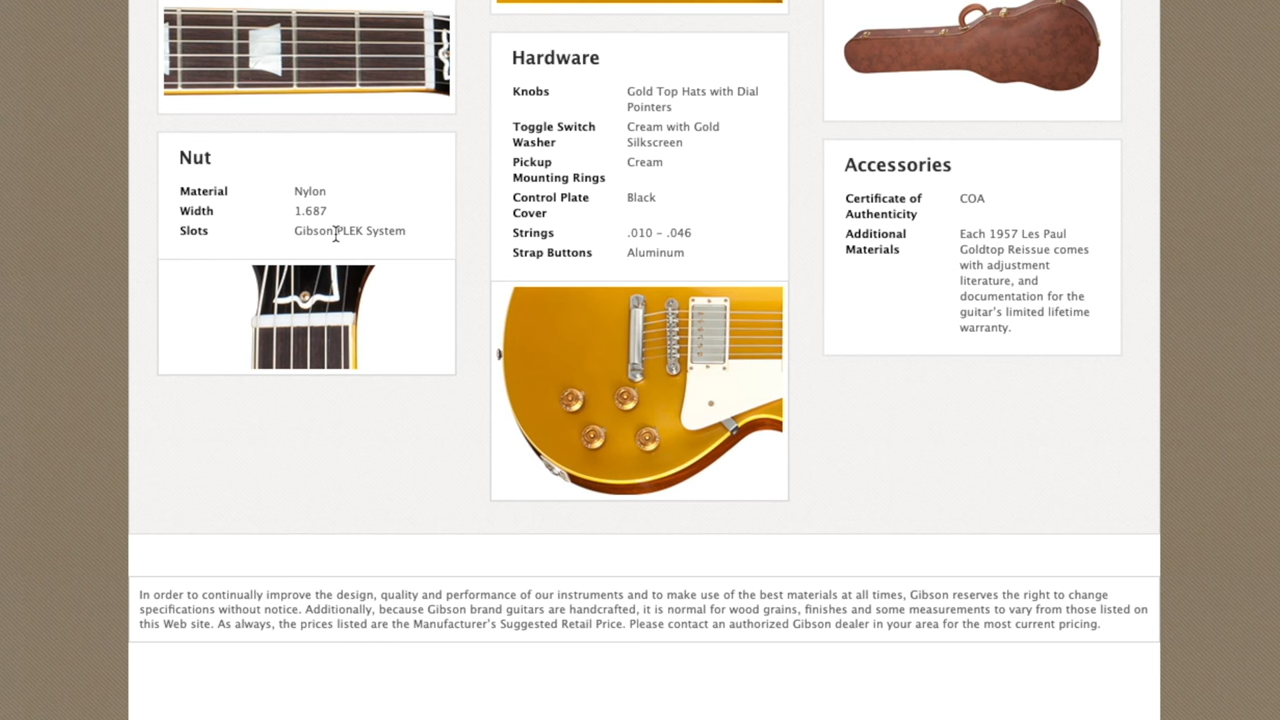 Nut
Material Nylon
Width 1.687
Slots Gibson PLEK System
Hardware
Knobs Gold Top Hats with Dial
Pointers
Toggle Switch Cream with Gold
Washer Silkscreen
Pickup Cream
Mounting Rings
Control Plate Black
Cover
Strings .010 – .046
Strap Buttons Aluminum
Accessories
Certificate of COA
Authenticity
Additional Each 1957 Les Paul
Materials Goldtop Reissue comes
with adjustment
literature, and
documentation for the
guitar's limited lifetime
warranty.
In order to continually improve the design, quality and performance of our instruments and to make use of the best materials at all times, Gibson reserves the right to change
specifications without notice. Additionally, because Gibson brand guitars are handcrafted, it is normal for wood grains, finishes and some measurements to vary from those listed on
this Web site. As always, the prices listed are the Manufacturer's Suggested Retail Price. Please contact an authorized Gibson dealer in your area for the most current pricing.